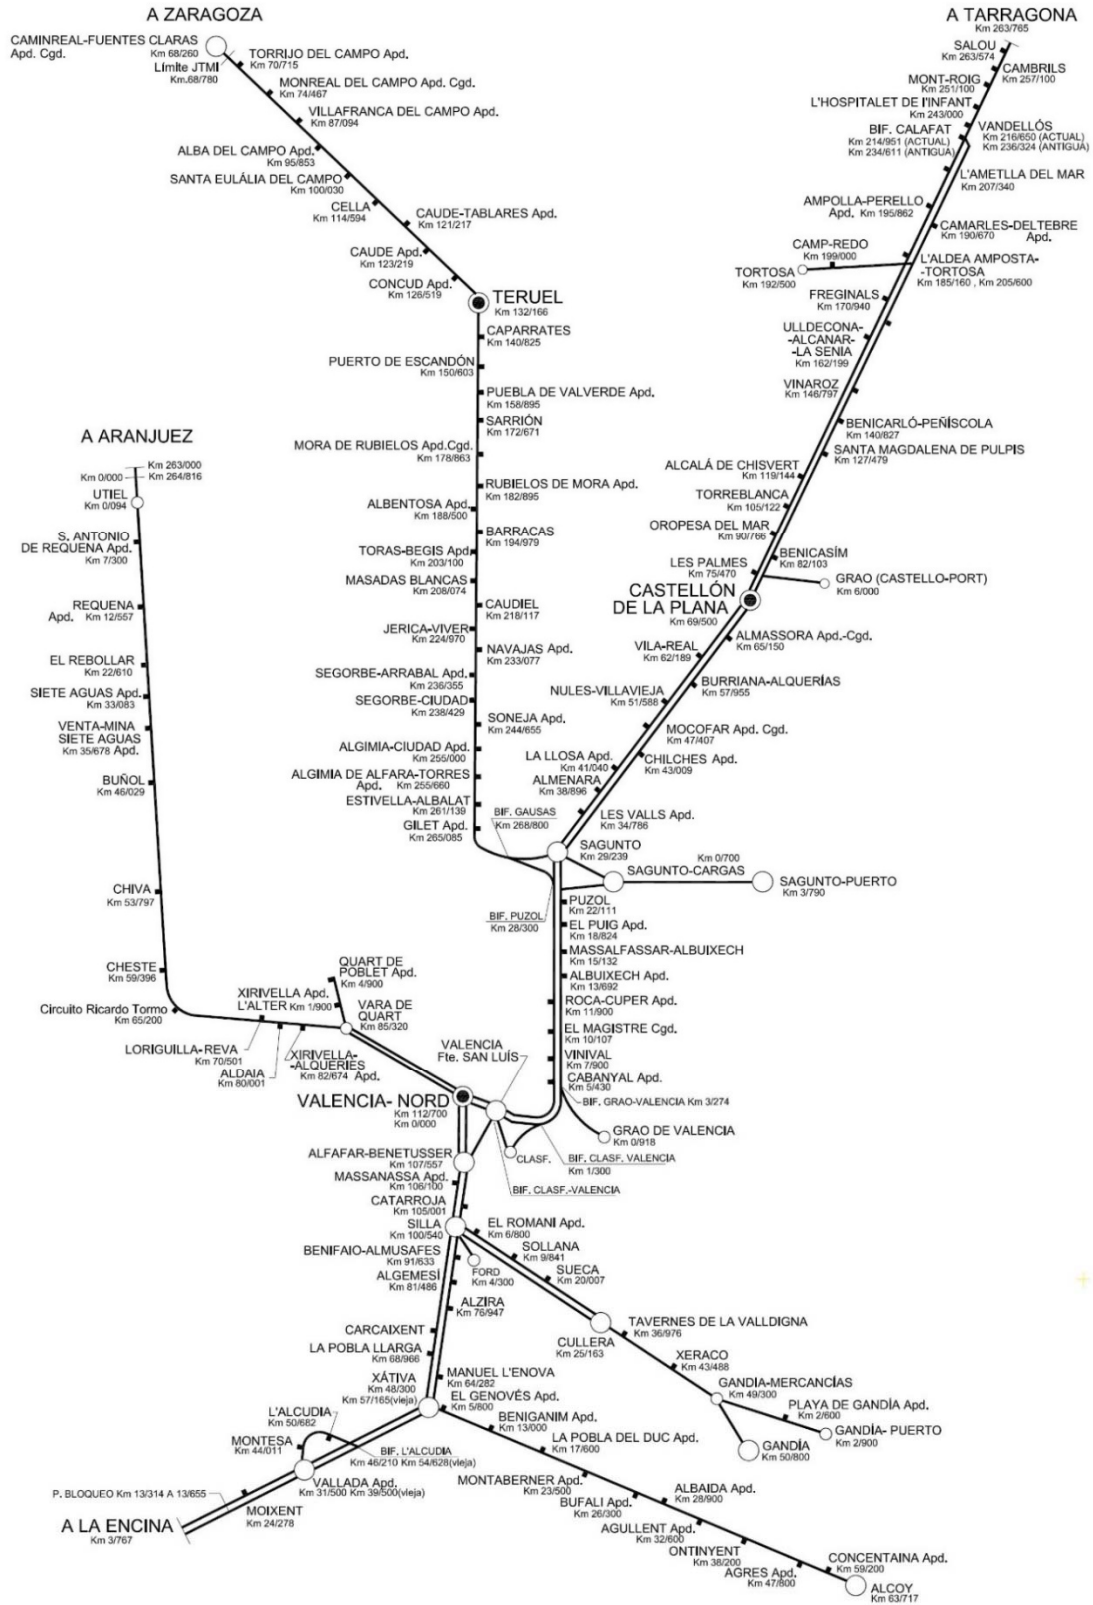 A ZARAGOZA
CAMINREAL-FUENTES CLARAS
Apd. Cgd.
Km 68/260
Límite JTMI
Km.68/780
TORRIJO DEL CAMPO Apd.
Km 70/715
MONREAL DEL CAMPO Apd. Cgd.
Km 74/467
VILLAFRANCA DEL CAMPO Apd.
Km 87/094
ALBA DEL CAMPO Apd.
Km 95/853
SANTA EULÁLIA DEL CAMPO
Km 100/030
CELLA
Km 114/594
CAUDE-TABLARES Apd.
Km 121/217
CAUDE Apd.
Km 123/219
CONCUD Apd.
Km 126/519
TERUEL
Km 132/166
CAPARRATES
Km 140/825
PUERTO DE ESCANDÓN
Km 150/603
PUEBLA DE VALVERDE Apd.
Km 158/895
SARRIÓN
Km 172/671
MORA DE RUBIELOS Apd.Cgd.
Km 178/863
RUBIELOS DE MORA Apd.
Km 182/895
ALBENTOSA Apd.
Km 188/500
BARRACAS
Km 194/979
TORAS-BEGIS Apd
Km 203/100
MASADAS BLANCAS
Km 208/074
CAUDIEL
Km 218/117
JERICA-VIVER
Km 224/970
NAVAJAS Apd.
Km 233/077
SEGORBE-ARRABAL Apd.
Km 236/355
SEGORBE-CIUDAD
Km 238/429
SONEJA Apd.
Km 244/655
ALGIMIA-CIUDAD Apd.
Km 255/000
ALGIMIA DE ALFARA-TORRES
Apd. Km 255/660
ESTIVELLA-ALBALAT
Km 261/139
GILET Apd.
Km 265/085
BIF. GAUSAS
Km 268/800
A TARRAGONA
Km 263/765
SALOU
Km 263/574
CAMBRILS
Km 257/100
MONT-ROIG
Km 251/100
L'HOSPITALET DE l'INFANT
Km 243/000
BIF. CALAFAT
Km 214/951 (ACTUAL)
Km 234/611 (ANTIGUA)
VANDELLÓS
Km 216/650 (ACTUAL)
Km 236/324 (ANTIGUA)
L'AMETLLA DEL MAR
Km 207/340
AMPOLLA-PERELLO
Apd. Km 195/862
CAMARLES-DELTEBRE
Km 190/670 Apd.
CAMP-REDO
Km 199/000
TORTOSA
Km 192/500
L'ALDEA AMPOSTA-
-TORTOSA
Km 185/160 , Km 205/600
FREGINALS
Km 170/940
ULLDECONA-
-ALCANAR-
-LA SENIA
Km 162/199
VINAROZ
Km 146/797
BENICARLÓ-PEÑÍSCOLA
Km 140/827
SANTA MAGDALENA DE PULPIS
Km 127/479
ALCALÁ DE CHISVERT
Km 119/144
TORREBLANCA
Km 105/122
OROPESA DEL MAR
Km 90/766
BENICASÍM
Km 82/103
LES PALMES
Km 75/470
GRAO (CASTELLO-PORT)
Km 6/000
CASTELLÓN
DE LA PLANA
Km 69/500
ALMASSORA Apd.-Cgd.
Km 65/150
VILA-REAL
Km 62/189
BURRIANA-ALQUERÍAS
Km 57/955
NULES-VILLAVIEJA
Km 51/588
MOCOFAR Apd. Cgd.
Km 47/407
CHILCHES Apd.
Km 43/009
LA LLOSA Apd.
Km 41/040
ALMENARA
Km 38/896
LES VALLS Apd.
Km 34/786
SAGUNTO
Km 29/239
Km 0/700
SAGUNTO-CARGAS
SAGUNTO-PUERTO
Km 3/790
BIF. PUZOL
Km 28/300
PUZOL
Km 22/111
EL PUIG Apd.
Km 18/824
MASSALFASSAR-ALBUIXECH
Km 15/132
ALBUIXECH Apd.
Km 13/692
ROCA-CUPER Apd.
Km 11/900
EL MAGISTRE Cgd.
Km 10/107
VINIVAL
Km 7/900
CABANYAL Apd.
Km 5/430
BIF. GRAO-VALENCIA Km 3/274
GRAO DE VALENCIA
Km 0/918
BIF. CLASF. VALENCIA
Km 1/300
CLASF.
BIF. CLASF.-VALENCIA
VALENCIA
Fte. SAN LUÍS
A ARANJUEZ
Km 263/000
Km 0/000
Km 264/816
UTIEL
Km 0/094
S. ANTONIO
DE REQUENA Apd.
Km 7/300
REQUENA
Apd. Km 12/557
EL REBOLLAR
Km 22/610
SIETE AGUAS Apd.
Km 33/083
VENTA-MINA
SIETE AGUAS
Km 35/678 Apd.
BUÑOL
Km 46/029
CHIVA
Km 53/797
CHESTE
Km 59/396
Circuito Ricardo Tormo
Km 65/200
LORIGUILLA-REVA
Km 70/501
ALDAIA
Km 80/001
XIRIVELLA-
-ALQUERIES
Km 82/674 Apd.
XIRIVELLA Apd.
L'ALTER Km 1/900
QUART DE
POBLET Apd.
Km 4/900
VARA DE
QUART
Km 85/320
VALENCIA- NORD
Km 112/700
Km 0/000
ALFAFAR-BENETUSSER
Km 107/557
MASSANASSA Apd.
Km 106/100
CATARROJA
Km 105/001
SILLA
Km 100/540
EL ROMANI Apd.
Km 6/800
SOLLANA
Km 9/841
SUECA
Km 20/007
FORD
Km 4/300
BENIFAIO-ALMUSAFES
Km 91/633
ALGEMESÍ
Km 81/486
ALZIRA
Km 76/947
CARCAIXENT
LA POBLA LLARGA
Km 68/966
MANUEL L'ENOVA
Km 64/282
XÁTIVA
Km 48/300
Km 57/165(vieja)
CULLERA
Km 25/163
TAVERNES DE LA VALLDIGNA
Km 36/976
XERACO
Km 43/488
GANDIA-MERCANCÍAS
Km 49/300
PLAYA DE GANDÍA Apd.
Km 2/600
GANDÍA- PUERTO
Km 2/900
GANDÍA
Km 50/800
EL GENOVÉS Apd.
Km 5/800
BENIGANIM Apd.
Km 13/000
LA POBLA DEL DUC Apd.
Km 17/600
MONTABERNER Apd.
Km 23/500
BUFALI Apd.
Km 26/300
ALBAIDA Apd.
Km 28/900
AGULLENT Apd.
Km 32/600
ONTINYENT
Km 38/200
AGRES Apd.
Km 47/800
CONCENTAINA Apd.
Km 59/200
ALCOY
Km 63/717
L'ALCUDIA
Km 50/682
MONTESA
Km 44/011
BIF. L'ALCUDIA
Km 46/210 Km 54/628(vieja)
VALLADA Apd.
Km 31/500 Km 39/500(vieja)
P. BLOQUEO Km 13/314 A 13/655
MOIXENT
Km 24/278
A LA ENCINA
Km 3/767